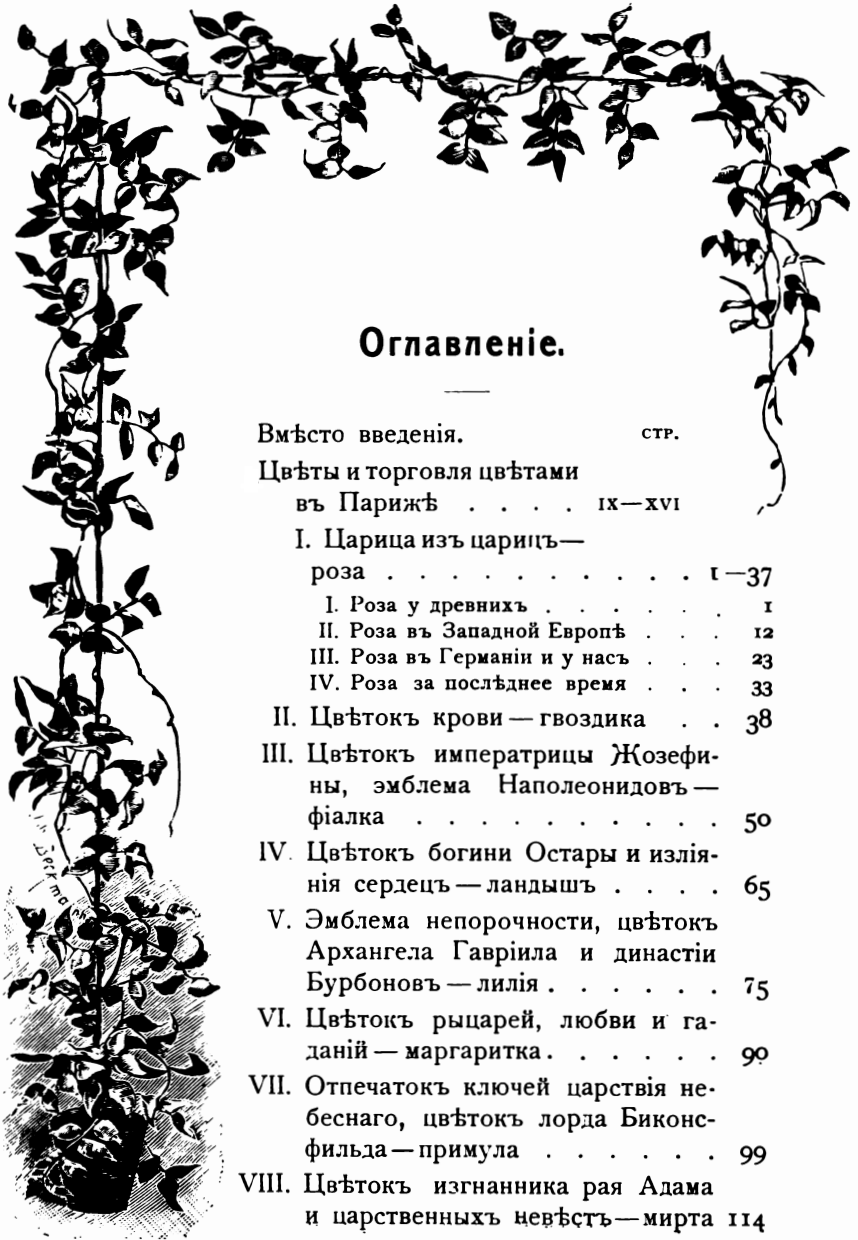 Оглавленіе.
Вмѣсто введенія. СТР.
Цвѣты и торговля цвѣтами
въ Парижѣ . . . . IX—XVI
I. Царица изъ царицъ—
роза . . . . . . . . . . 1—37
I. Роза у древнихъ . . . . . . 1
II. Роза въ Западной Европѣ . . . 12
III. Роза въ Германіи и у насъ . . . 23
IV. Роза за послѣднее время . . . 33
II. Цвѣтокъ крови — гвоздика . . 38
III. Цвѣтокъ императрицы Жозефи-
ны, эмблема Наполеонидовъ —
фіалка . . . . . . . . . . 50
IV. Цвѣтокъ богини Остары и излія-
нія сердецъ — ландышъ . . . . 65
V. Эмблема непорочности, цвѣтокъ
Архангела Гавріила и династіи
Бурбоновъ — лилія . . . . . . 75
VI. Цвѣтокъ рыцарей, любви и га-
даній — маргаритка . . . . . . 90
VII. Отпечатокъ ключей царствія не-
беснаго, цвѣтокъ лорда Биконс-
фильда — примула . . . . . . 99
VIII. Цвѣтокъ изгнанника рая Адама
и царственныхъ невѣстъ — мирта 114